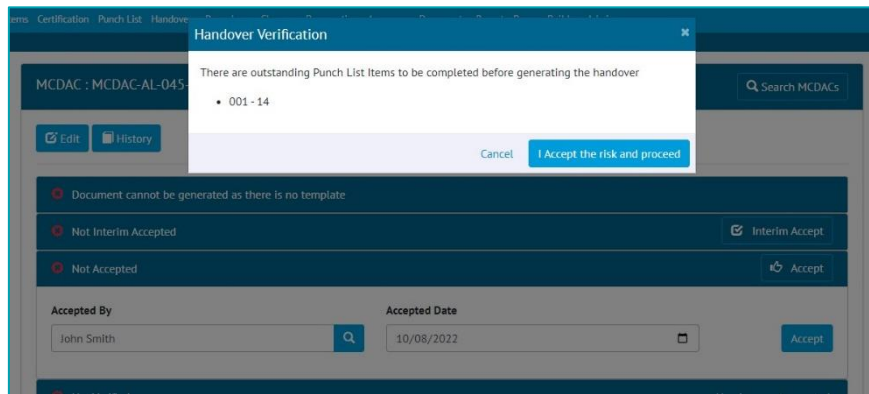 Certification Punch List Handove
Handover Verification
There are outstanding Punch List Items to be completed before generating the handover
001 - 14
Cancel
I Accept the risk and proceed
MCDAC : MCDAC-AL-045-
Search MCDACs
Edit
History
Document cannot be generated as there is no template
Not Interim Accepted
Interim Accept
Not Accepted
Accept
Accepted By
Accepted Date
John Smith
10/08/2022
Accept